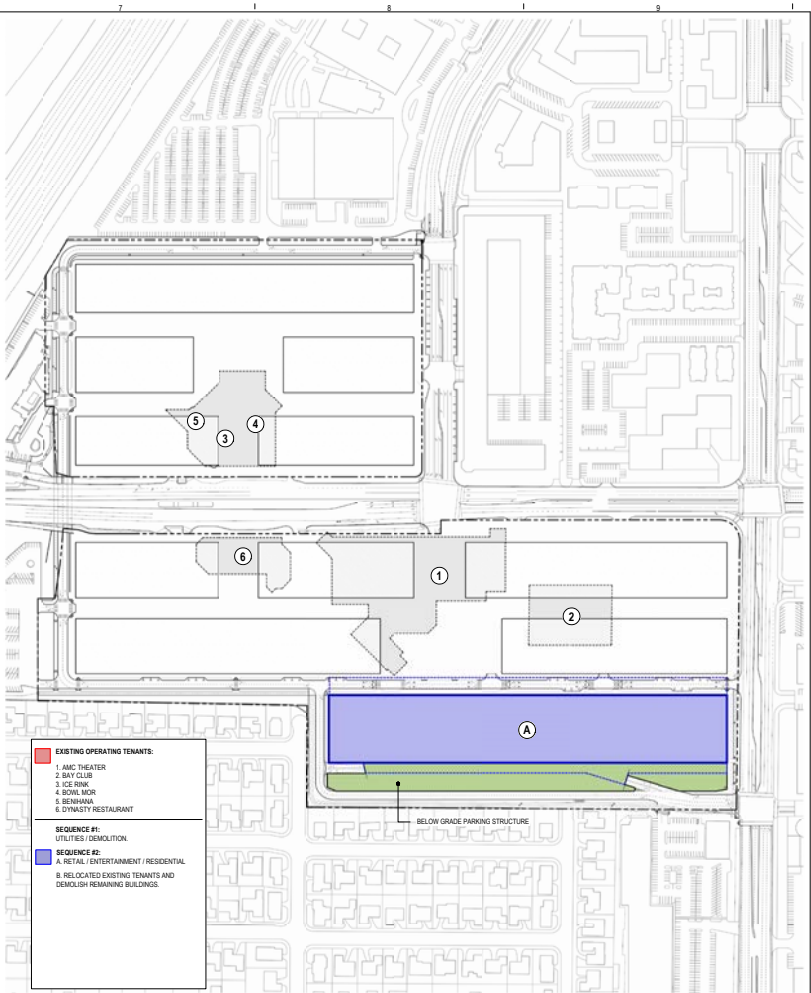 7 8 9
5
4
3
6
1
2
A
BELOW GRADE PARKING STRUCTURE
EXISTING OPERATING TENANTS:
1. AMC THEATER
2. BAY CLUB
3. ICE RINK
4. BOWL MOR
5. BENIHANA
6. DYNASTY RESTAURANT
SEQUENCE #1:
UTILITIES / DEMOLITION.
SEQUENCE #2:
A. RETAIL / ENTERTAINMENT / RESIDENTIAL
B. RELOCATED EXISTING TENANTS AND
DEMOLISH REMAINING BUILDINGS.